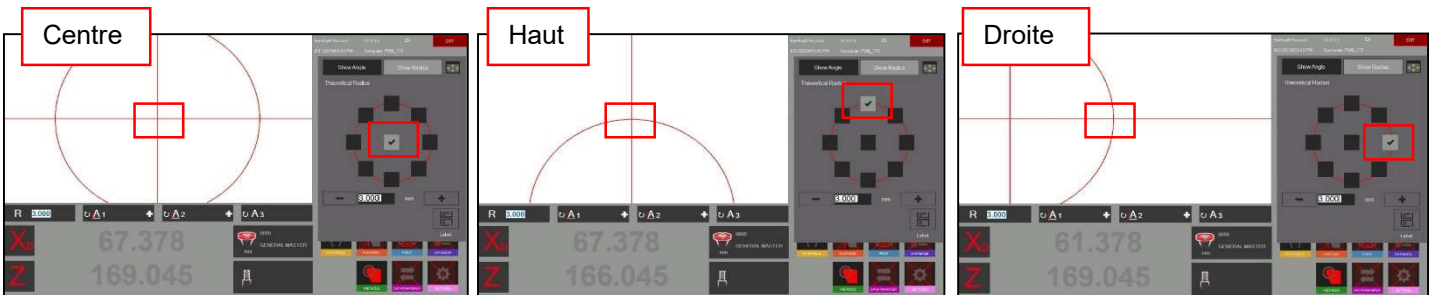 Centre
EXIT
Show Angle Show Radius
Theoretical Radius
3.000 mm
R 3.000 A1 A2 A3
Label
X 67.378
GENERAL MASTER
Z 169.045
Haut
EXIT
Show Angle Show Radius
Theoretical Radius
3.000 mm
R 3.000 A1 A2 A3
Label
X 67.378
GENERAL MASTER
Z 166.045
Droite
EXIT
Show Angle Show Radius
Theoretical Radius
3.000 mm
R 3.000 A1 A2 A3
Label
X 61.378
GENERAL MASTER
Z 169.045